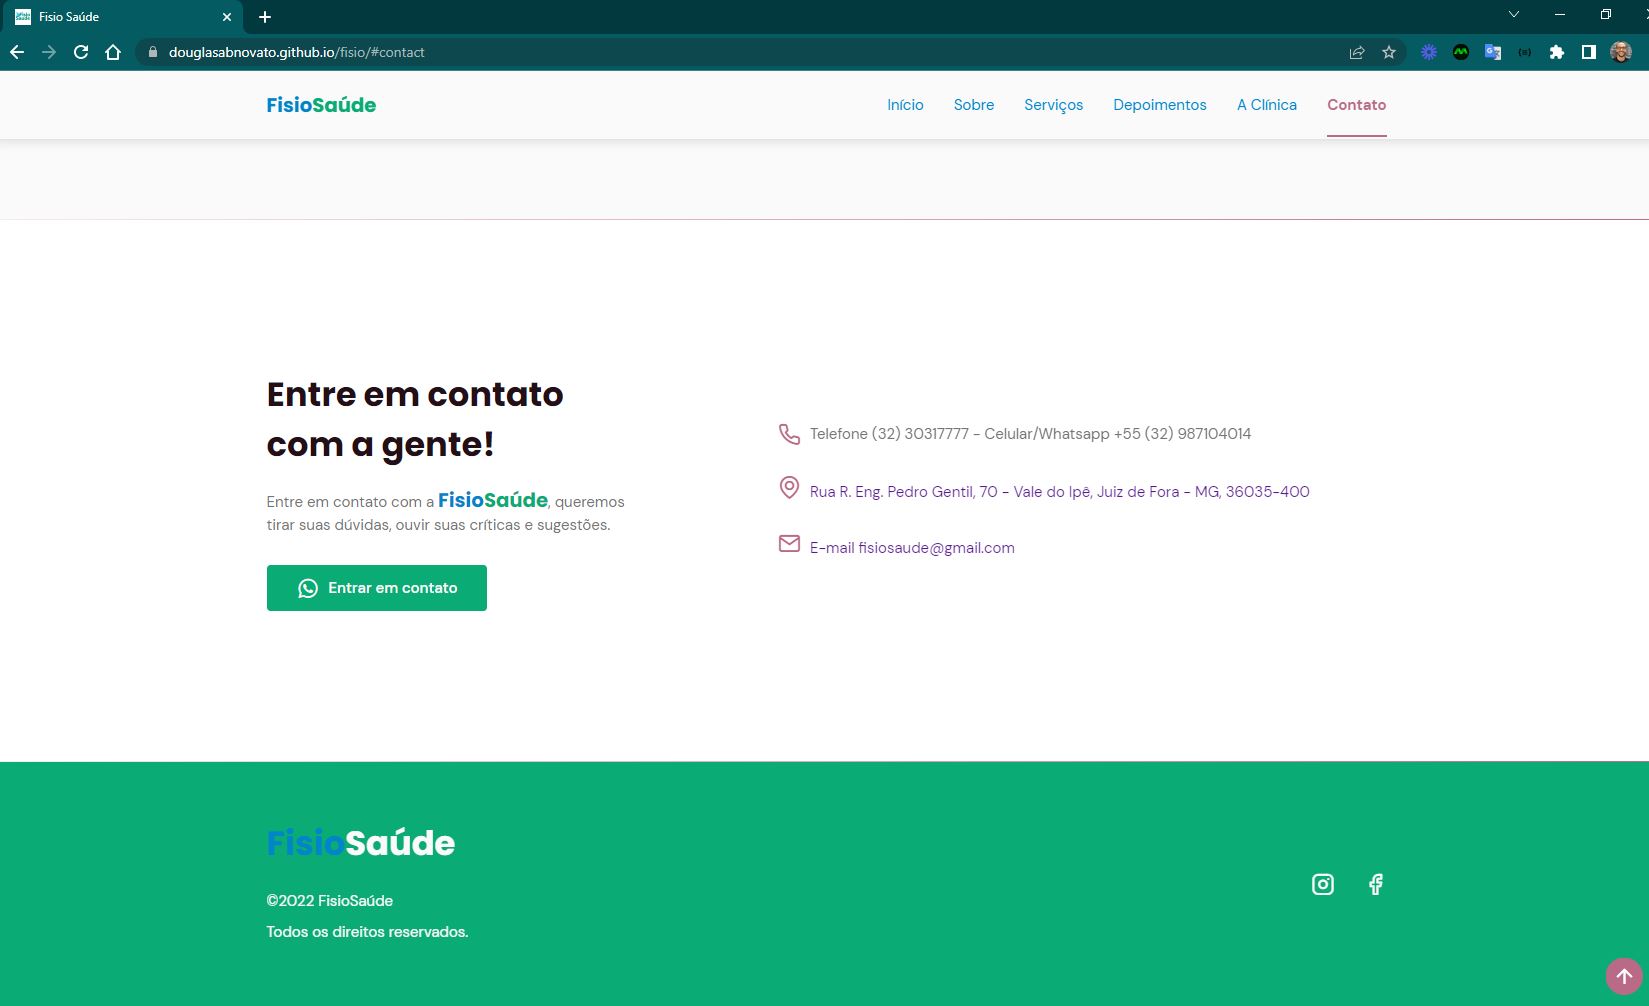 Fisio Saúde
douglasabnovato.github.io/fisio/#contact
FisioSaúde
Início Sobre Serviços Depoimentos A Clínica Contato
Entre em contato
com a gente!
Entre em contato com a FisioSaúde, queremos
tirar suas dúvidas, ouvir suas críticas e sugestões.
Entrar em contato
Telefone (32) 30317777 - Celular/Whatsapp +55 (32) 987104014
Rua R. Eng. Pedro Gentil, 70 - Vale do Ipê, Juiz de Fora - MG, 36035-400
E-mail fisiosaude@gmail.com
FisioSaúde
©2022 FisioSaúde
Todos os direitos reservados.